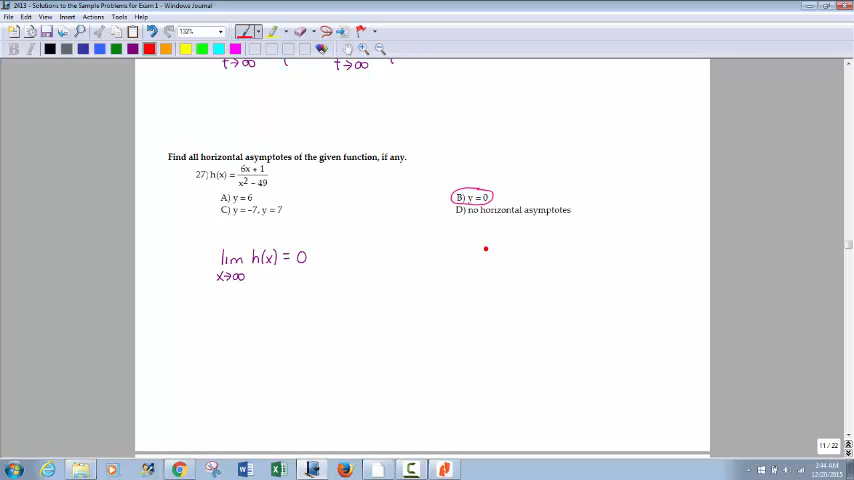 2413 - Solutions to the Sample Problems for Exam 1 - Windows Journal
File Edit View Insert Actions Tools Help
132%
B I
t→∞ t→∞
Find all horizontal asymptotes of the given function, if any.
27) h(x) = 6x + 1 / x² − 49
A) y = 6 B) y = 0
C) y = −7, y = 7 D) no horizontal asymptotes
lim h(x) = 0
x→∞
11 / 22
2:44 AM
12/20/2015